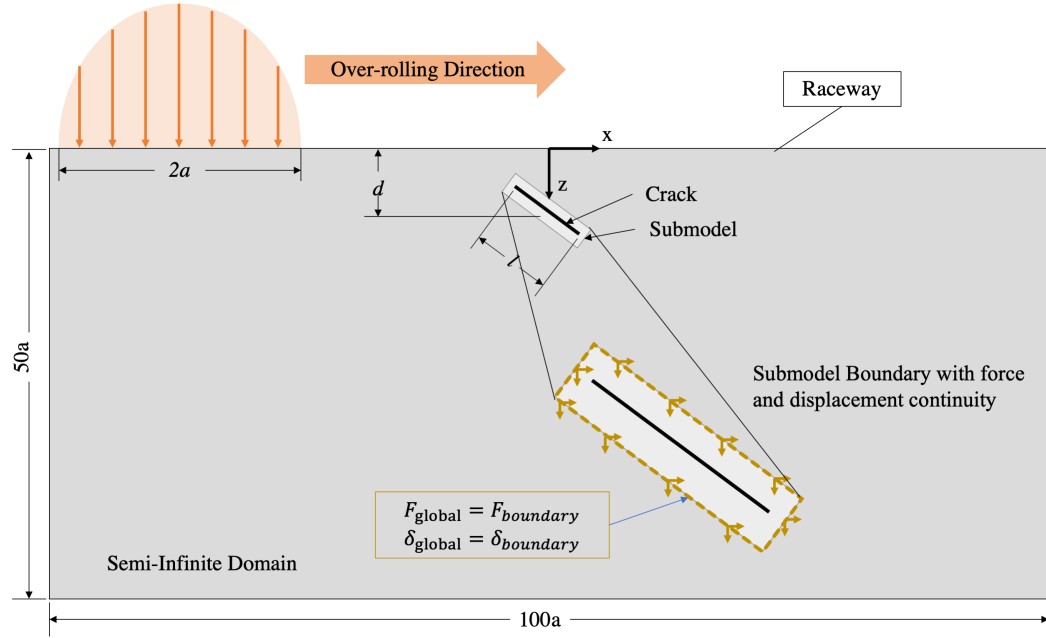 Over-rolling Direction
Raceway
x
2a
d
z
Crack
Submodel
l
50a
Submodel Boundary with force
and displacement continuity
F_global = F_boundary
δ_global = δ_boundary
Semi-Infinite Domain
100a